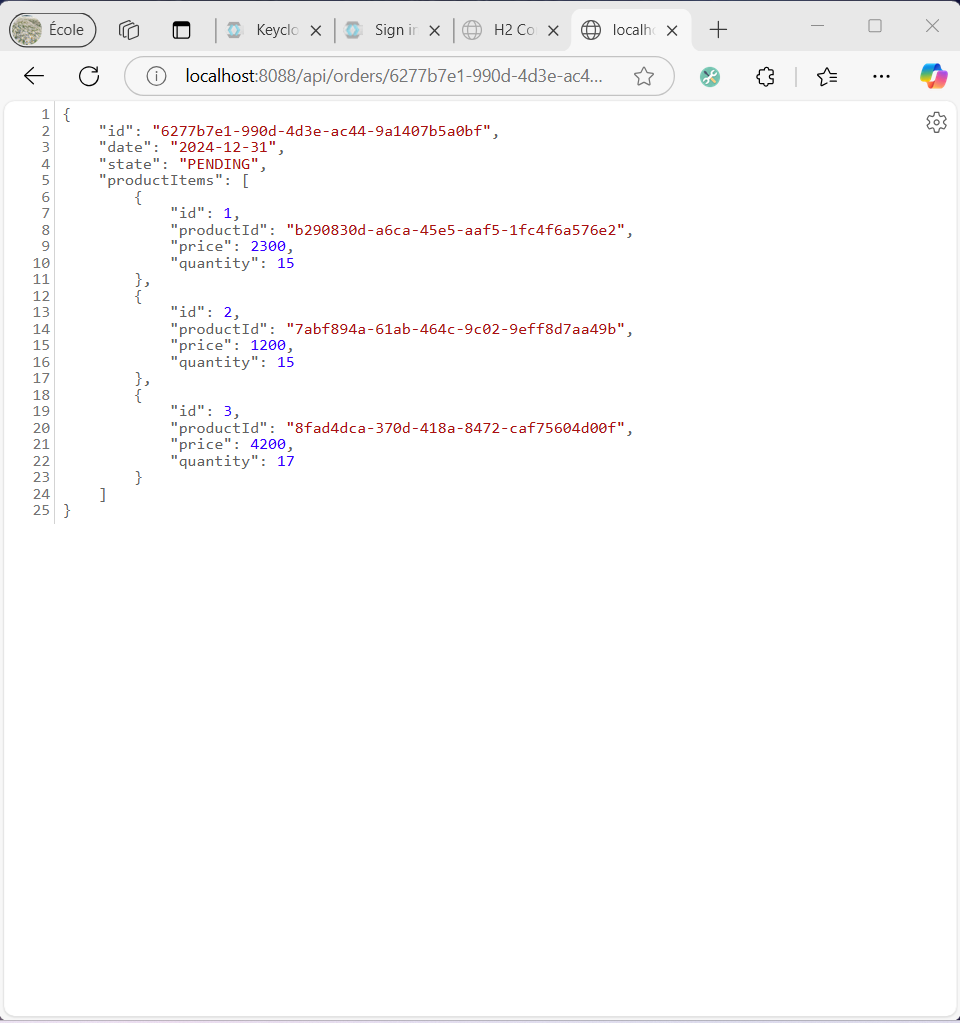 École
Keyclo
Sign in
H2 Co
localho
localhost:8088/api/orders/6277b7e1-990d-4d3e-ac4...
1 {
2 "id": "6277b7e1-990d-4d3e-ac44-9a1407b5a0bf",
3 "date": "2024-12-31",
4 "state": "PENDING",
5 "productItems": [
6 {
7 "id": 1,
8 "productId": "b290830d-a6ca-45e5-aaf5-1fc4f6a576e2",
9 "price": 2300,
10 "quantity": 15
11 },
12 {
13 "id": 2,
14 "productId": "7abf894a-61ab-464c-9c02-9eff8d7aa49b",
15 "price": 1200,
16 "quantity": 15
17 },
18 {
19 "id": 3,
20 "productId": "8fad4dca-370d-418a-8472-caf75604d00f",
21 "price": 4200,
22 "quantity": 17
23 }
24 ]
25 }